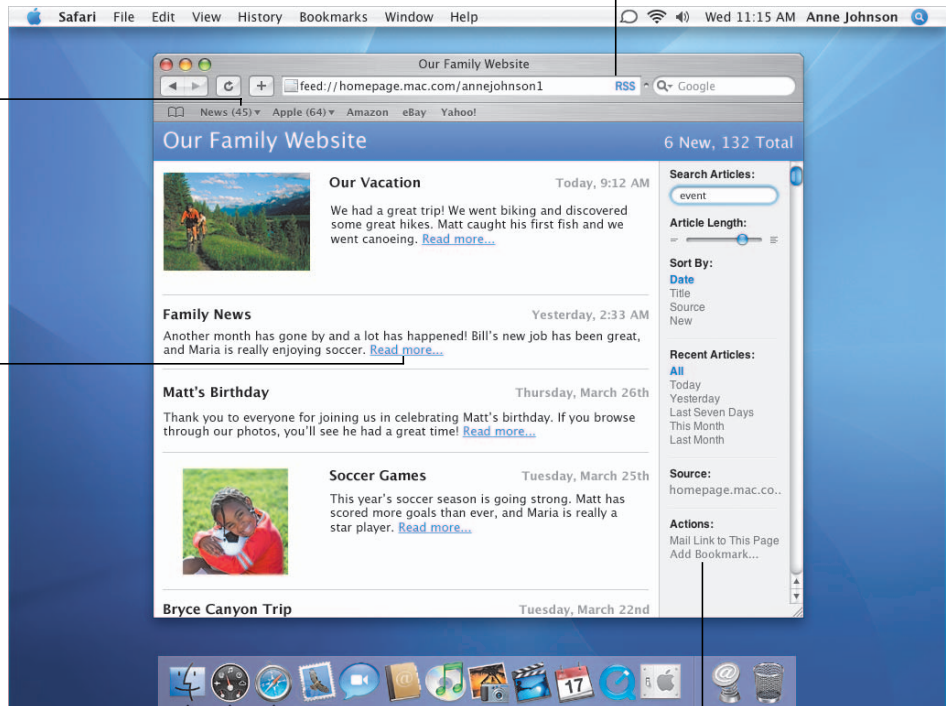 Safari File Edit View History Bookmarks Window Help Wed 11:15 AM Anne Johnson
Our Family Website
feed://homepage.mac.com/annejohnson1 RSS Google
News (45) Apple (64) Amazon eBay Yahoo!
Our Family Website 6 New, 132 Total
Our Vacation Today, 9:12 AM
We had a great trip! We went biking and discovered
some great hikes. Matt caught his first fish and we
went canoeing. Read more...
Family News Yesterday, 2:33 AM
Another month has gone by and a lot has happened! Bill's new job has been great,
and Maria is really enjoying soccer. Read more...
Matt's Birthday Thursday, March 26th
Thank you to everyone for joining us in celebrating Matt's birthday. If you browse
through our photos, you'll see he had a great time! Read more...
Soccer Games Tuesday, March 25th
This year's soccer season is going strong. Matt has
scored more goals than ever, and Maria is really a
star player. Read more...
Bryce Canyon Trip Tuesday, March 22nd
Search Articles:
event
Article Length:
Sort By:
Date
Title
Source
New
Recent Articles:
All
Today
Yesterday
Last Seven Days
This Month
Last Month
Source:
homepage.mac.co..
Actions:
Mail Link to This Page
Add Bookmark...
17